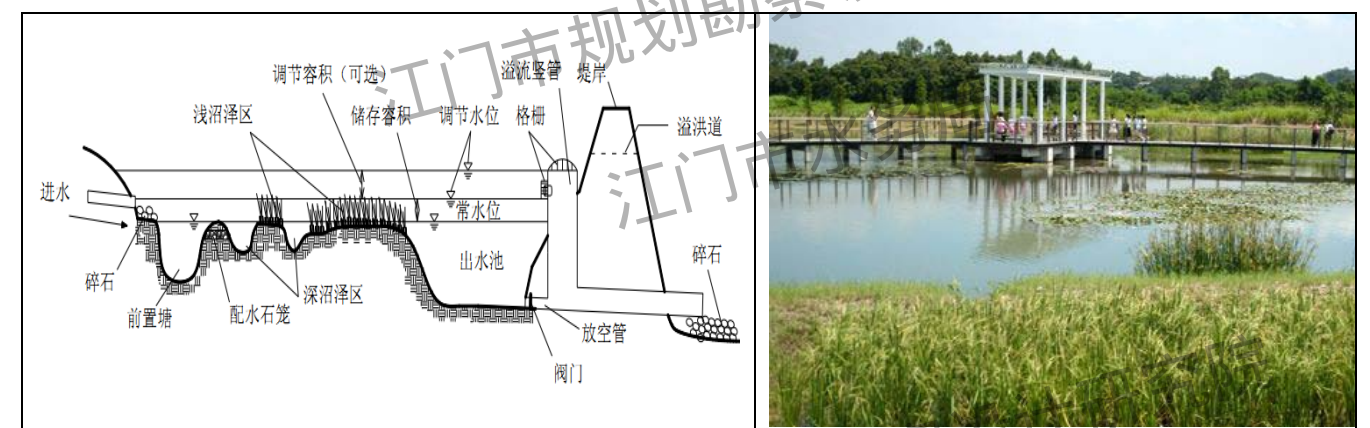 江门市规划勘察
调节容积（可选）
溢流竖管
堤岸
浅沼泽区
储存容积
调节水位
格栅
溢洪道
江门市水
进水
常水位
出水池
碎石
碎石
前置塘
配水石笼
深沼泽区
放空管
阀门